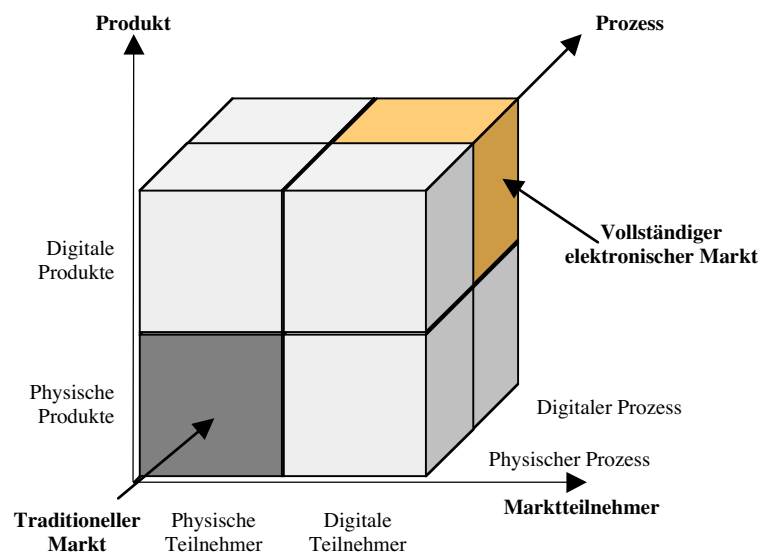 Produkt
Prozess
Vollständiger
elektronischer Markt
Digitale
Produkte
Physische
Produkte
Digitaler Prozess
Physischer Prozess
Marktteilnehmer
Traditioneller
Markt
Physische
Teilnehmer
Digitale
Teilnehmer